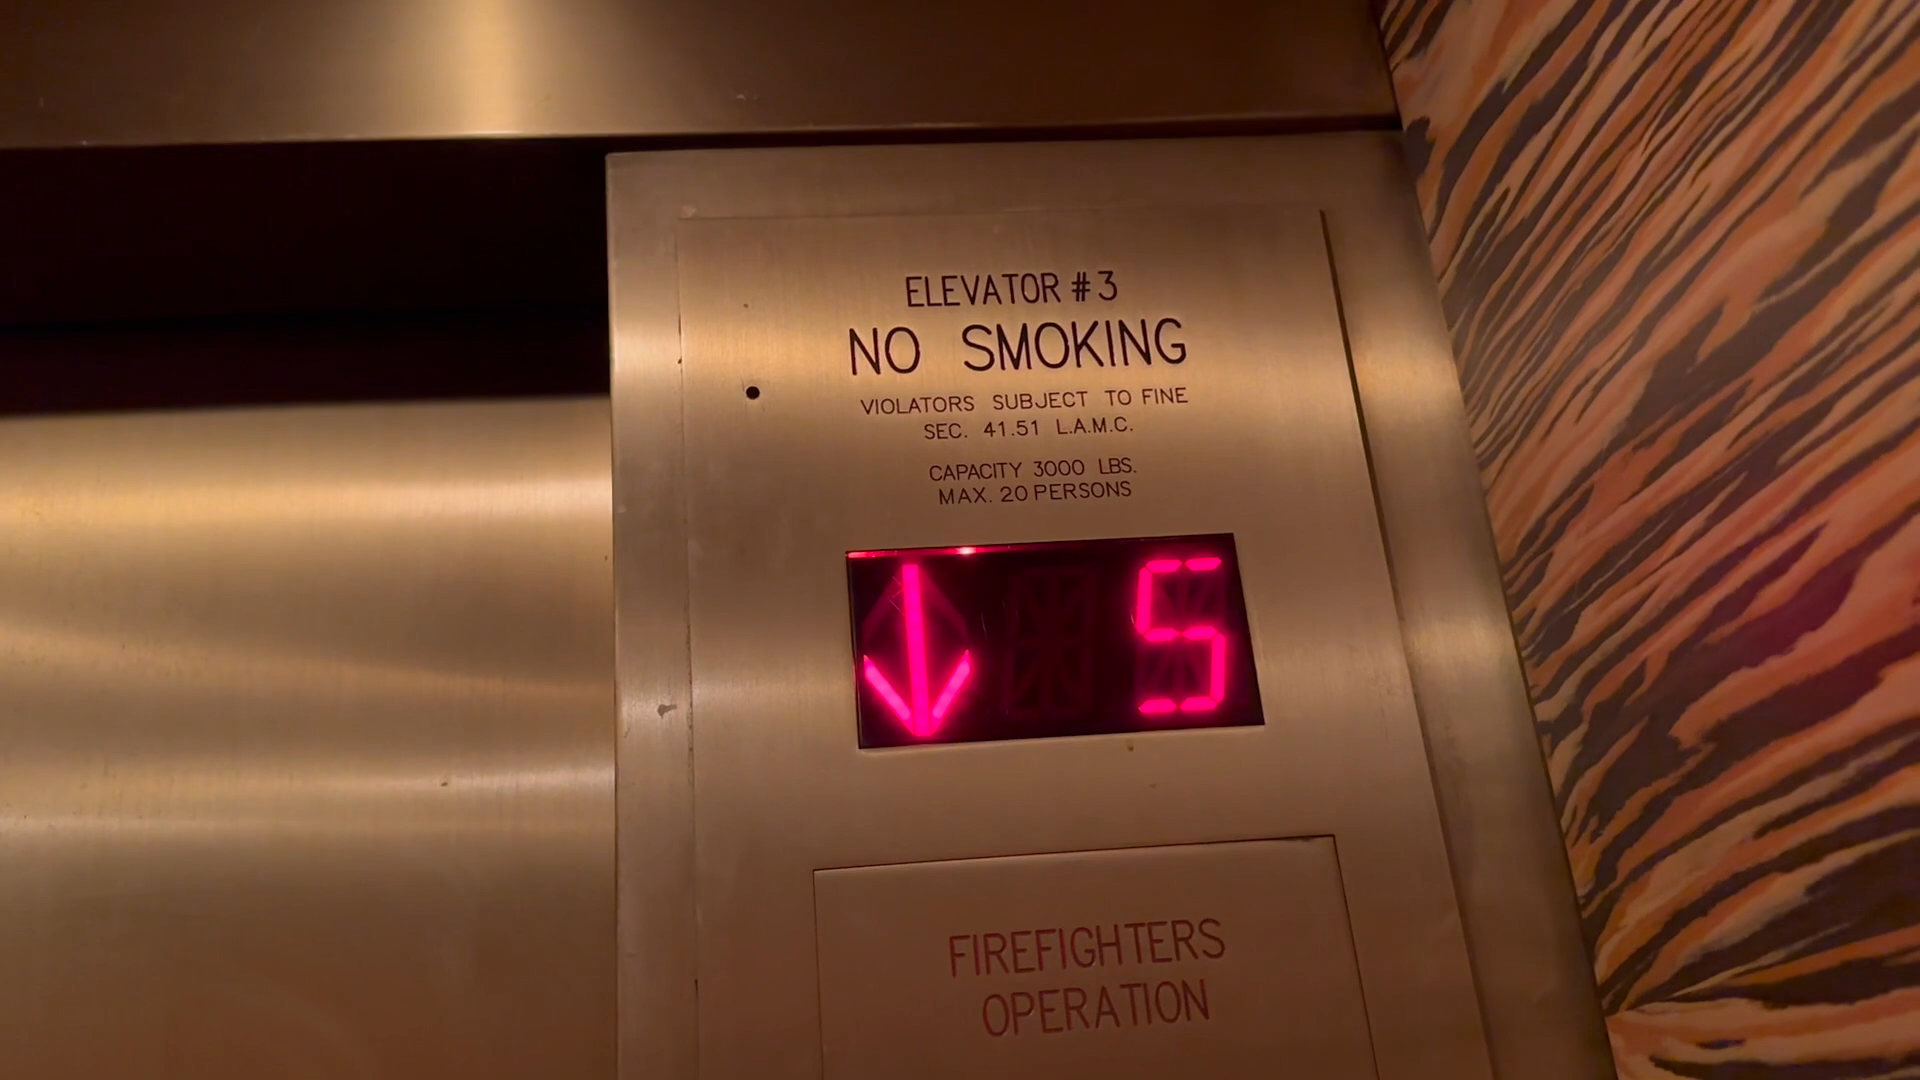 ELEVATOR #3
NO SMOKING
VIOLATORS SUBJECT TO FINE
SEC. 41.51 L.A.M.C.
CAPACITY 3000 LBS.
MAX. 20 PERSONS
5
FIREFIGHTERS
OPERATION